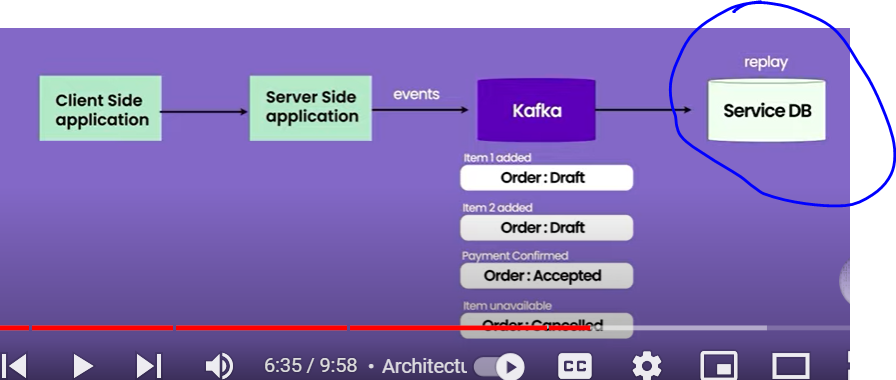 replay
Client Side
application
Server Side
application
events
Kafka
Service DB
Item 1 added
Order : Draft
Item 2 added
Order : Draft
Payment Confirmed
Order : Accepted
Item unavailable
Order : Cancelled
6:35 / 9:58 • Architectu
CC